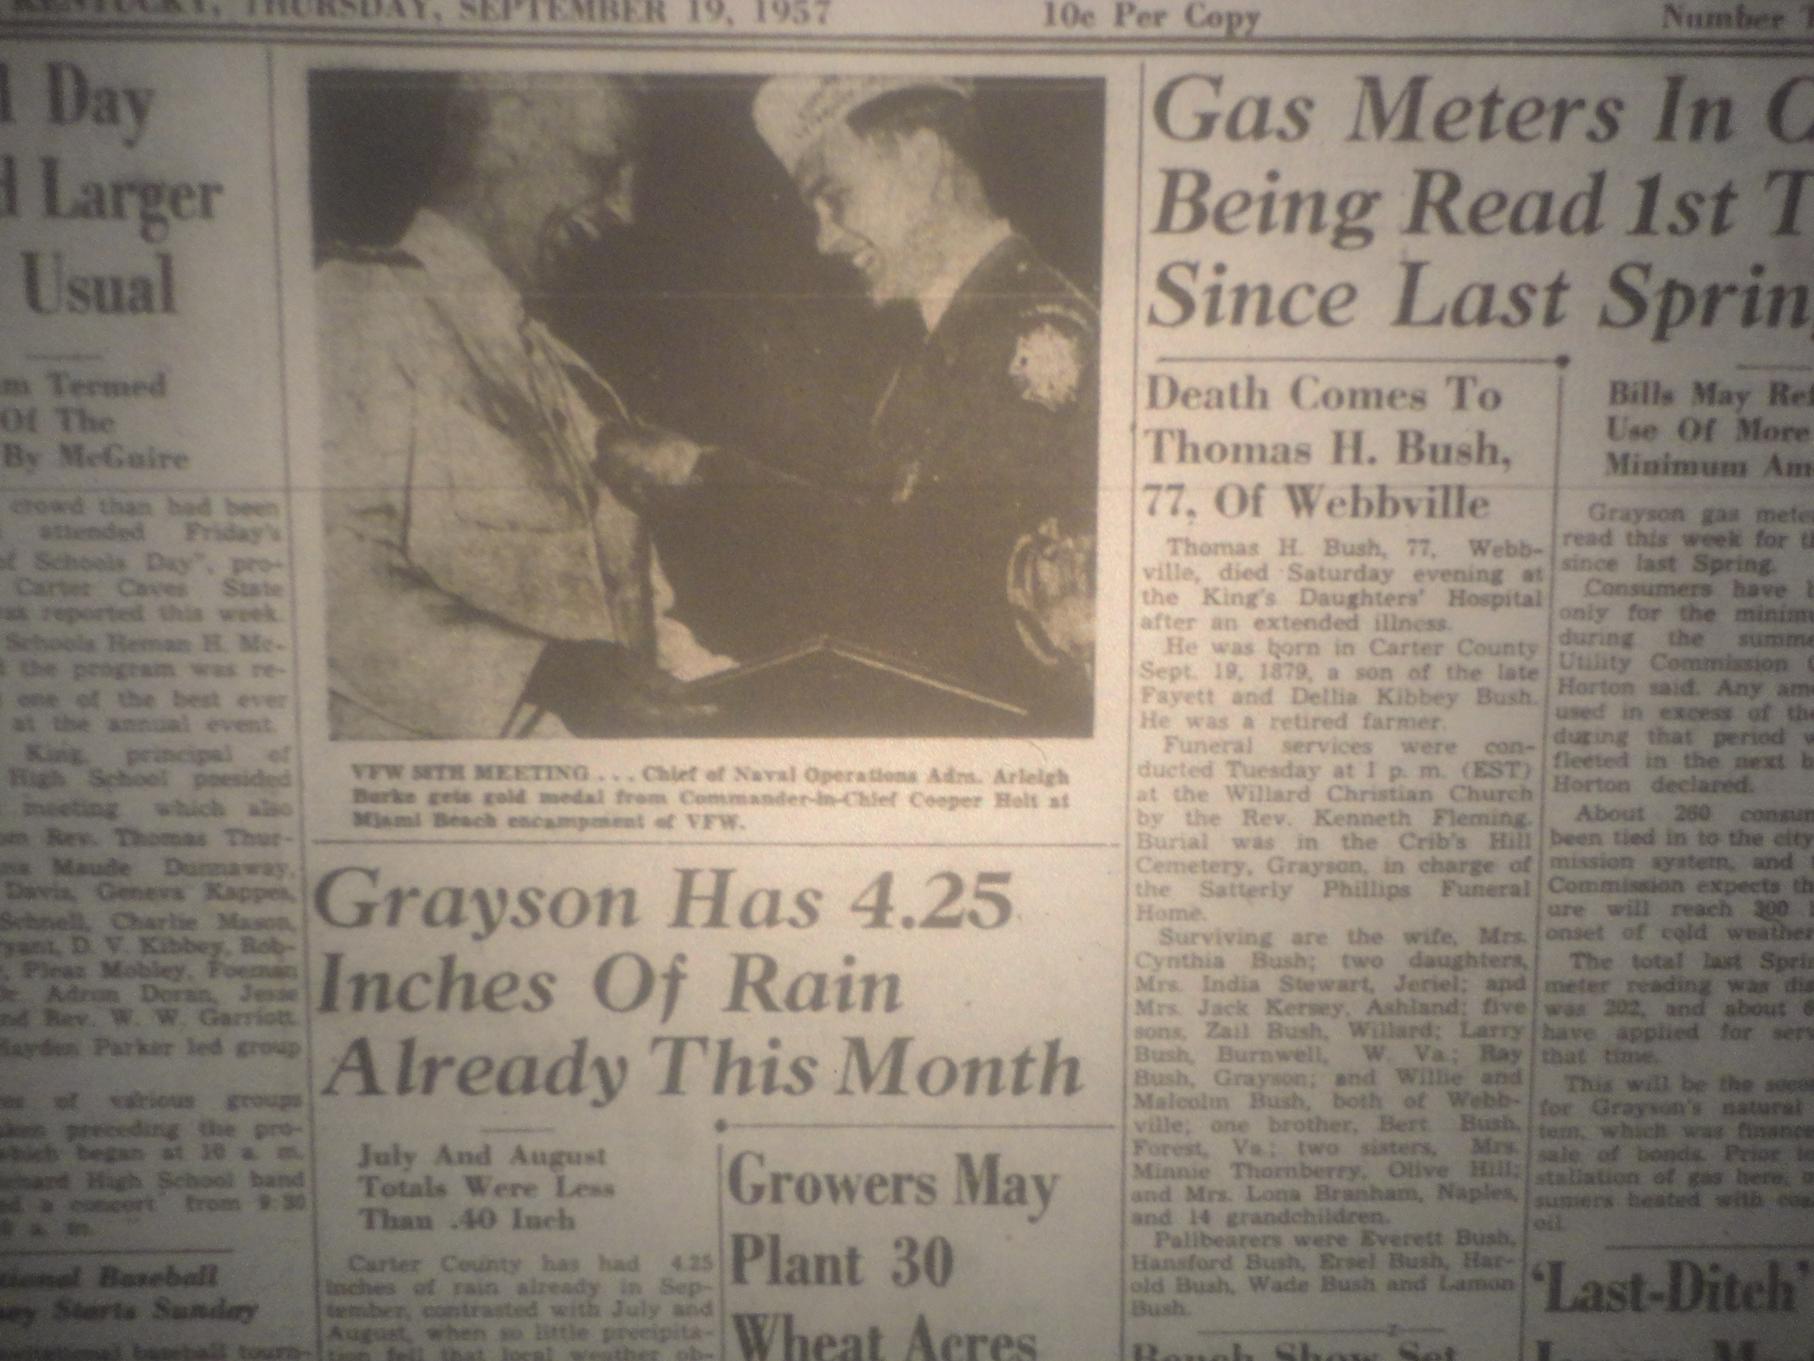 KENTUCKY, THURSDAY, SEPTEMBER 19, 1957
10c Per Copy
Number
Day
Larger
Usual
Termed
Of The
By McGuire
crowd than had been
attended Friday's
of Schools Day", pro-
Carter Caves State
was reported this week.
Schools Heman H. Mc-
the program was re-
one of the best ever
at the annual event.
King, principal of
High School presided
meeting which also
Rev. Thomas Thur-
Maude Dunnaway,
Davis, Geneva Kappes,
Schnell, Charlie Mason,
D. V. Kibbey, Rob-
Pleaz Mobley, Foeman
Adron Doran, Jesse
and Rev. W. W. Garriott.
Hayden Parker led group
of various groups
preceding the pro-
which began at 10 a. m.
High School band
a concert from 9:30
a. m.
Baseball
Starts Sunday
baseball tourn-
VFW 58TH MEETING . . . Chief of Naval Operations Adm. Arleigh
Burke gets gold medal from Commander-in-Chief Cooper Holt at
Miami Beach encampment of VFW.
Grayson Has 4.25
Inches Of Rain
Already This Month
July And August
Totals Were Less
Than .40 Inch
Carter County has had 4.25
inches of rain already in Sep-
tember, contrasted with July and
August, when so little precipita-
tion fell that local weather ob-
Growers May
Plant 30
Wheat Acres
Gas Meters In
Being Read 1st
Since Last Spring
Death Comes To
Thomas H. Bush,
77, Of Webbville
Thomas H. Bush, 77, Webb-
ville, died Saturday evening at
the King's Daughters' Hospital
after an extended illness.
He was born in Carter County
Sept. 19, 1879, a son of the late
Fayett and Dellia Kibbey Bush.
He was a retired farmer.
Funeral services were con-
ducted Tuesday at 1 p. m. (EST)
at the Willard Christian Church
by the Rev. Kenneth Fleming.
Burial was in the Crib's Hill
Cemetery, Grayson, in charge of
the Satterly Phillips Funeral
Home.
Surviving are the wife, Mrs.
Cynthia Bush; two daughters,
Mrs. India Stewart, Jeriel; and
Mrs. Jack Kersey, Ashland; five
sons, Zail Bush, Willard; Larry
Bush, Burnwell, W. Va.; Ray
Bush, Grayson; and Willie and
Malcolm Bush, both of Webb-
ville; one brother, Bert Bush,
Forest, Va.; two sisters, Mrs.
Minnie Thornberry, Olive Hill;
and Mrs. Lona Branham, Naples,
and 14 grandchildren.
Pallbearers were Everett Bush,
Hansford Bush, Ersel Bush, Har-
old Bush, Wade Bush and Lamon
Bush.
Show Set
Bills May
Use Of More
Minimum
Grayson gas
read this week for
since last Spring.
Consumers have
only for the
during the
Utility Commission
Horton said. Any
used in excess of
during that period
flected in the next
Horton declared.
About 260
been tied in to the city
mission system, and
Commission expects
ure will reach 300
onset of cold weather
The total last
meter reading was
was 202, and about
have applied for
that time.
This will be the
for Grayson's natural
tem, which was
sale of bonds. Prior
stallation of gas here,
sumers heated with
oil.
'Last-Ditch'